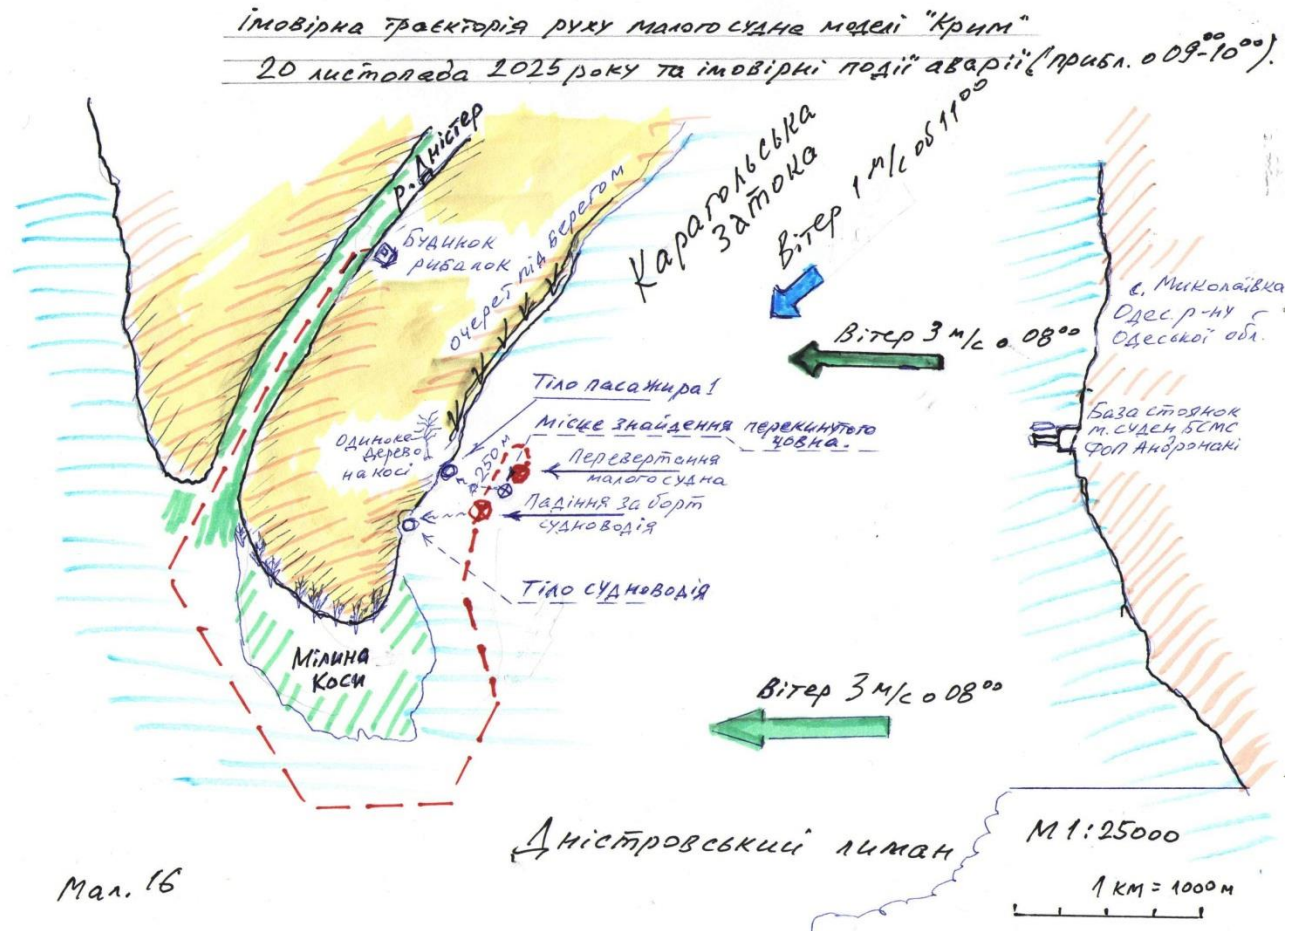 імовірна траєкторія руху малого судна моделі "Крим"
20 листопада 2025 року та імовірні події аварії (прибл. о 09-10⁰⁰).
р. Дністер
Будинок
рибалок
очерет під берегом
Карагольська
затока
Вітер 1 м/с об 11⁰⁰
Вітер 3 м/с о 08⁰⁰
с. Миколаївка
Одес. р-ну
Одеської обл.
База стоянок
м. суден БСМС
ФОП Андронакі
Тіло пасажира 1
Місце знайдення перекинутого
човна.
250 м
Перевертання
малого судна
Падіння за борт
судноводія
Одиноке
дерево
на косі
Тіло судноводія
Мілина
Коси
Вітер 3 м/с о 08⁰⁰
Дністровський лиман
М 1:25000
1 км = 1000 м
Мал. 16